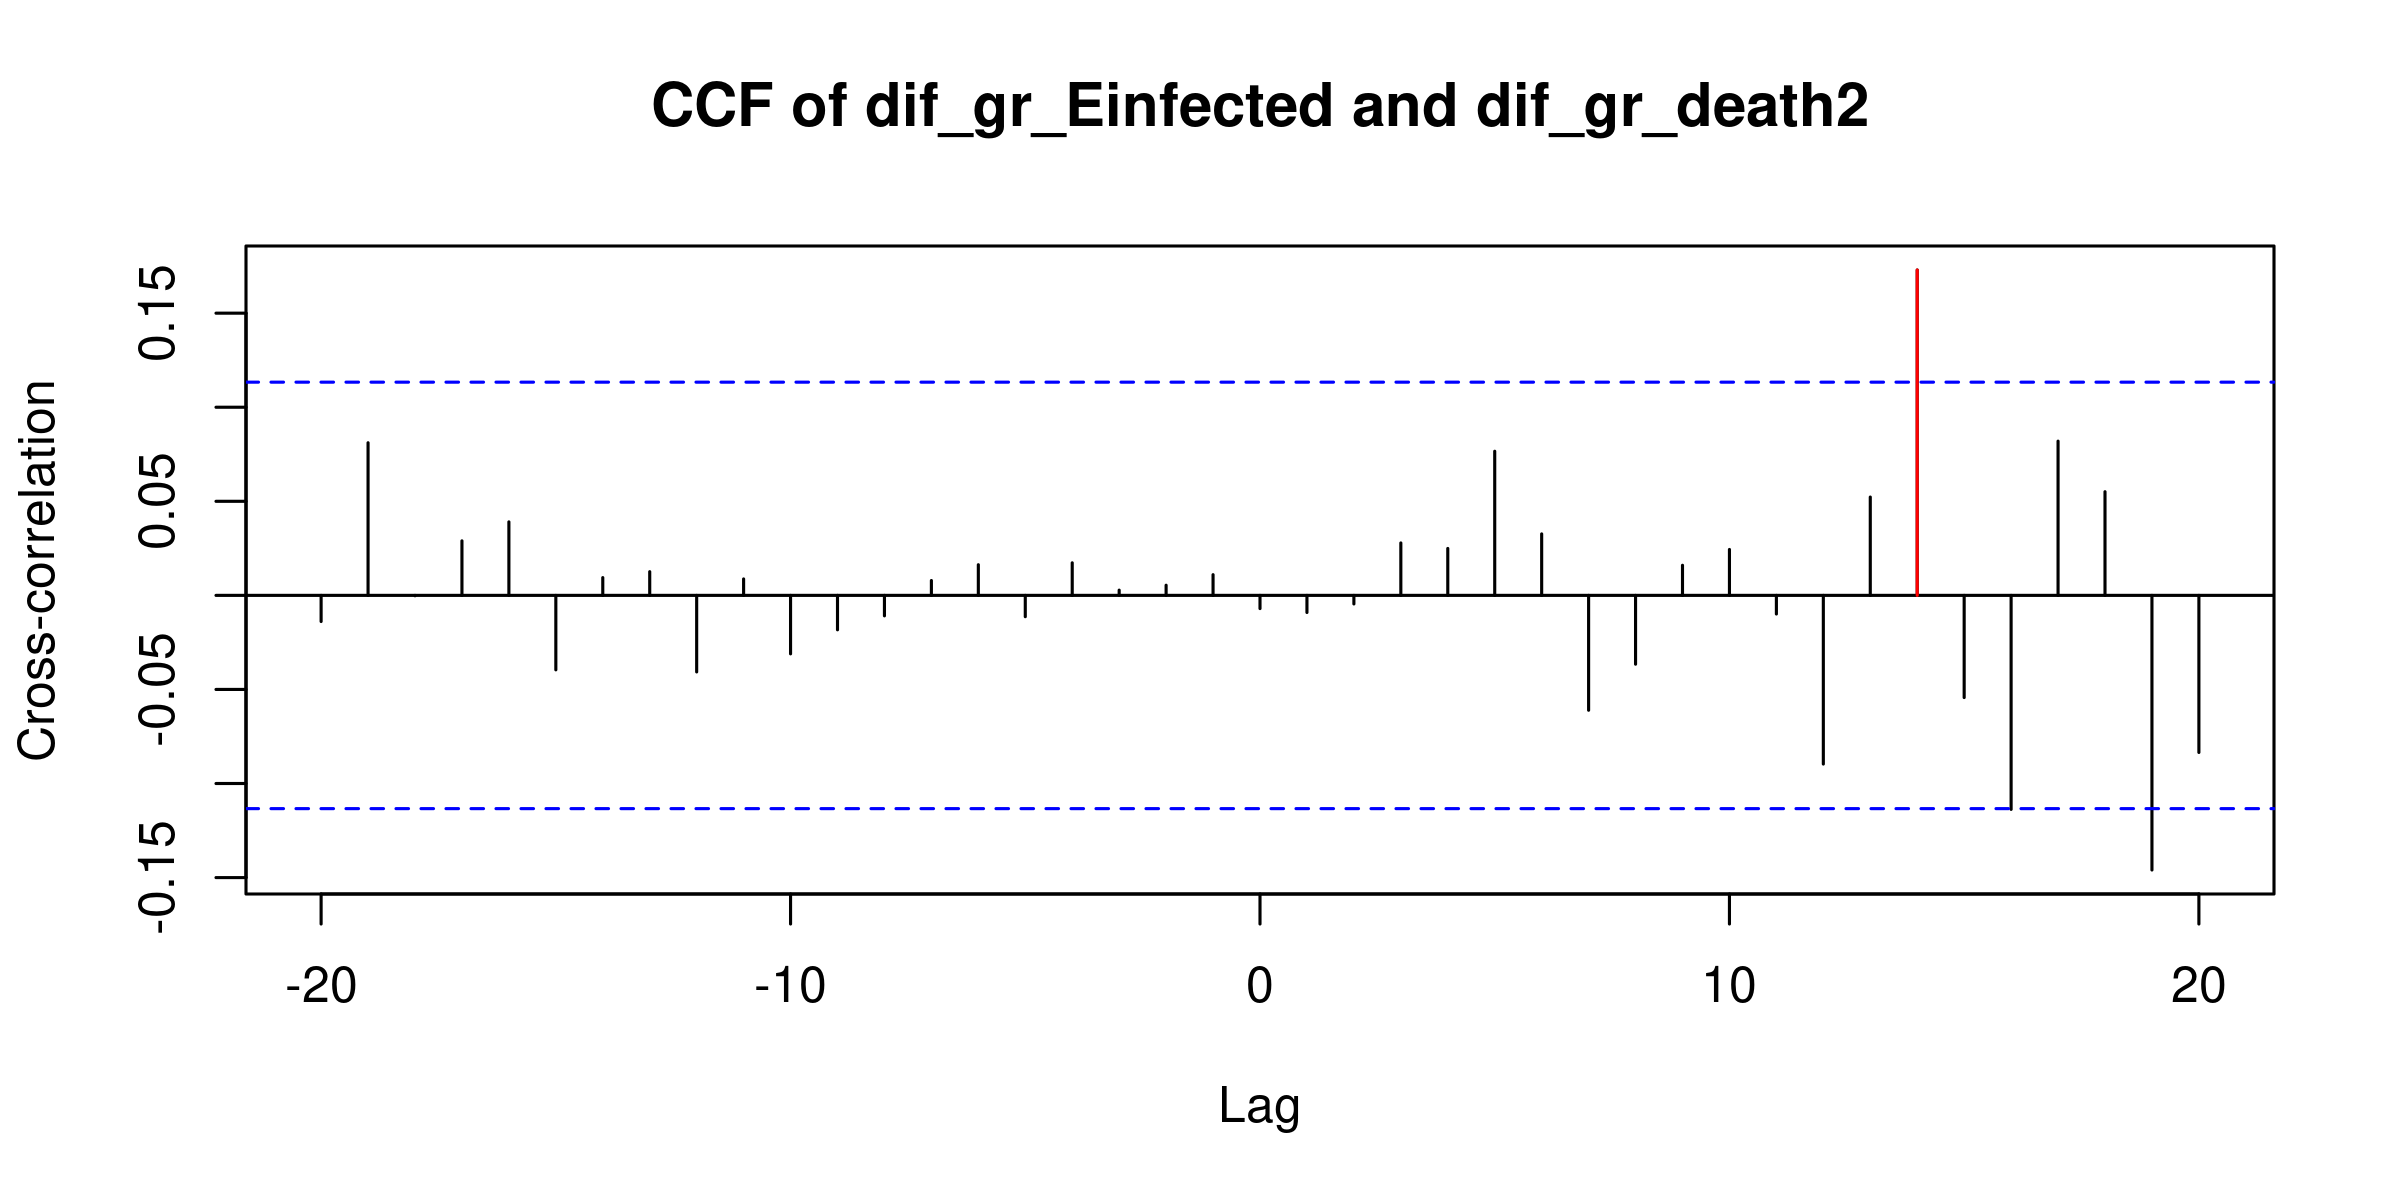 CCF of dif_gr_Einfected and dif_gr_death2
Cross-correlation
0.15
0.05
-0.05
-0.15
-20 -10 0 10 20
Lag